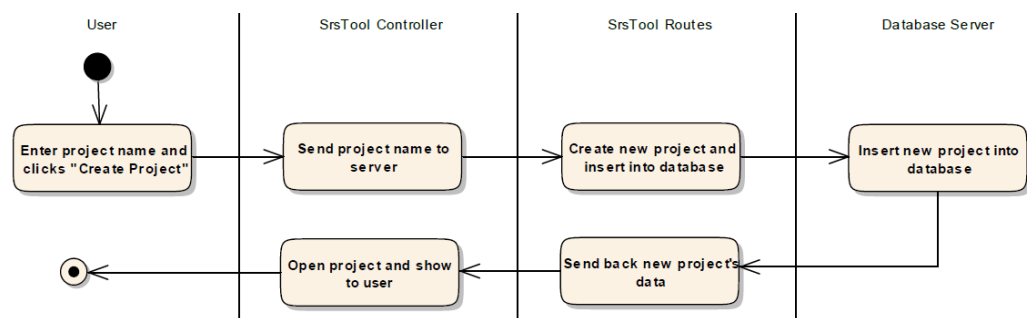 User
SrsTool Controller
SrsTool Routes
Database Server
Enter project name and
clicks "Create Project"
Send project name to
server
Create new project and
insert into database
Insert new project into
database
Open project and show
to user
Send back new project's
data